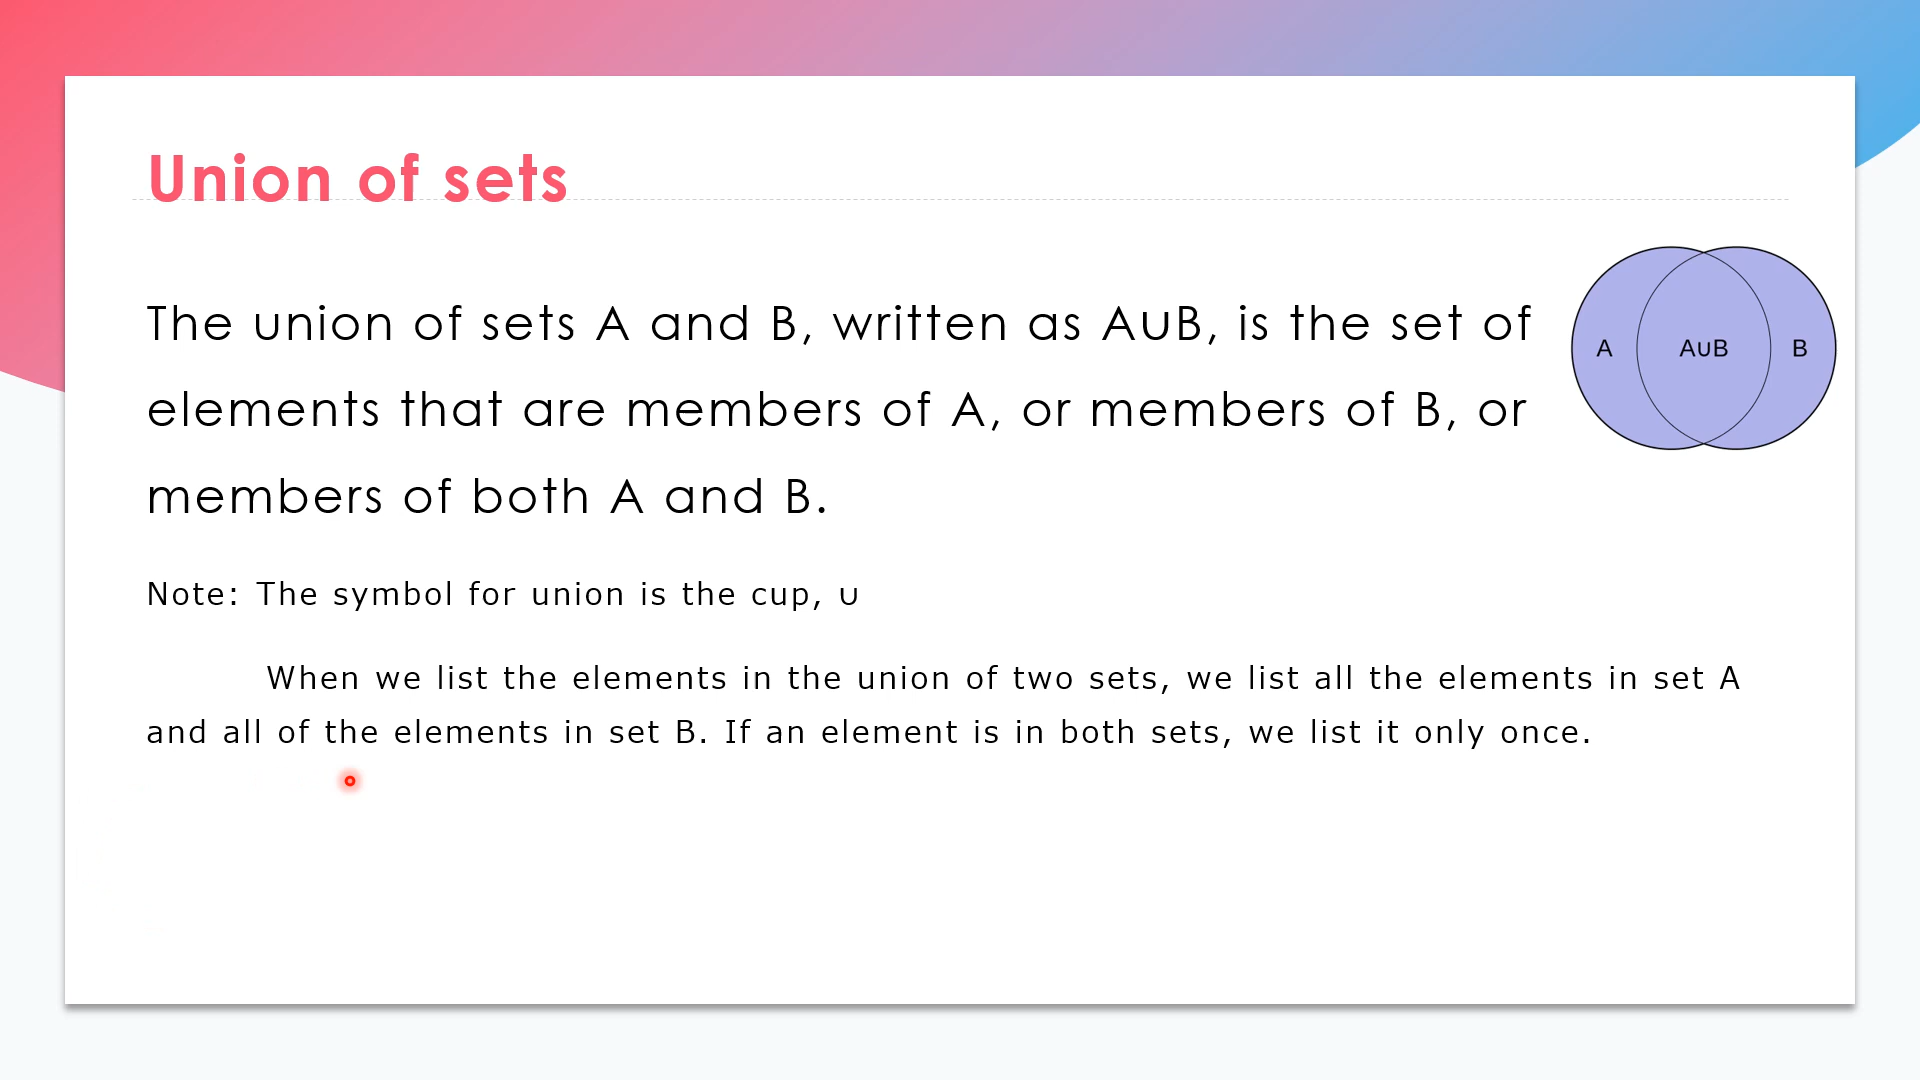 Union of sets
The union of sets A and B, written as A∪B, is the set of
elements that are members of A, or members of B, or
members of both A and B.
A A∪B B
Note: The symbol for union is the cup, ∪
When we list the elements in the union of two sets, we list all the elements in set A
and all of the elements in set B. If an element is in both sets, we list it only once.